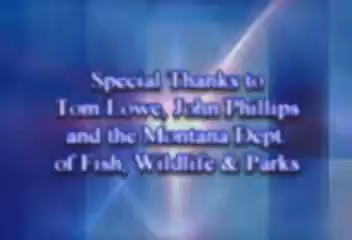 Special Thanks to
Tom Lowe, John Phillips
and the Montana Dept.
of Fish, Wildlife & Parks